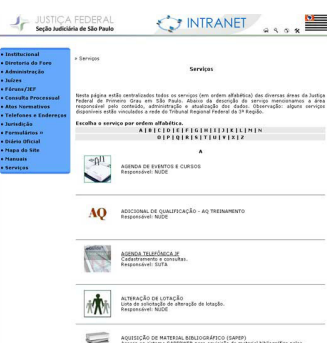 JUSTIÇA FEDERAL
Seção Judiciária de São Paulo
INTRANET
Institucional
Diretoria do Foro
Administração
Juízes
Fóruns/JEF
Consulta Processual
Atos Normativos
Telefones e Endereços
Jurisdição
Formulários »
Diário Oficial
Mapa do Site
Manuais
Serviços
» Serviços
Serviços
Nesta página estão centralizados todos os serviços (em ordem alfabética) das diversas áreas da Justiça
Federal de Primeiro Grau em São Paulo. Abaixo da descrição do serviço mencionamos a área
responsável pelo conteúdo, administração e atualização dos dados. Observação: alguns serviços
disponíveis estão vinculados a rede do Tribunal Regional Federal da 3ª Região.
Escolha o serviço por ordem alfabética.
A | B | C | D | E | F | G | H | I | J | K | L | M | N
O | P | Q | R | S | T | U | V | X | Z
A
AGENDA DE EVENTOS E CURSOS
Responsável: NUDE
AQ
ADICIONAL DE QUALIFICAÇÃO - AQ TREINAMENTO
Responsável: NUDE
AGENDA TELEFÔNICA JF
Cadastramento e consultas.
Responsável: SUTA
ALTERAÇÃO DE LOTAÇÃO
Lista de solicitação de alteração de lotação.
Responsável: NUDE
AQUISIÇÃO DE MATERIAL BIBLIOGRÁFICO (SAPEP)